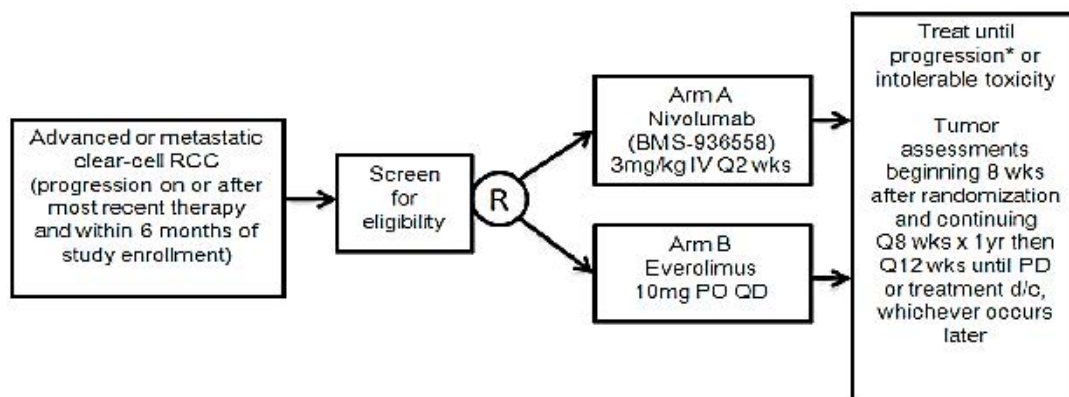 Advanced or metastatic
clear-cell RCC
(progression on or after
most recent therapy
and within 6 months of
study enrollment)
Screen
for
eligibility
R
Arm A
Nivolumab
(BMS-936558)
3mg/kg IV Q2 wks
Arm B
Everolimus
10mg PO QD
Treat until
progression* or
intolerable toxicity
Tumor
assessments
beginning 8 wks
after randomization
and continuing
Q8 wks x 1yr then
Q12 wks until PD
or treatment d/c,
whichever occurs
later